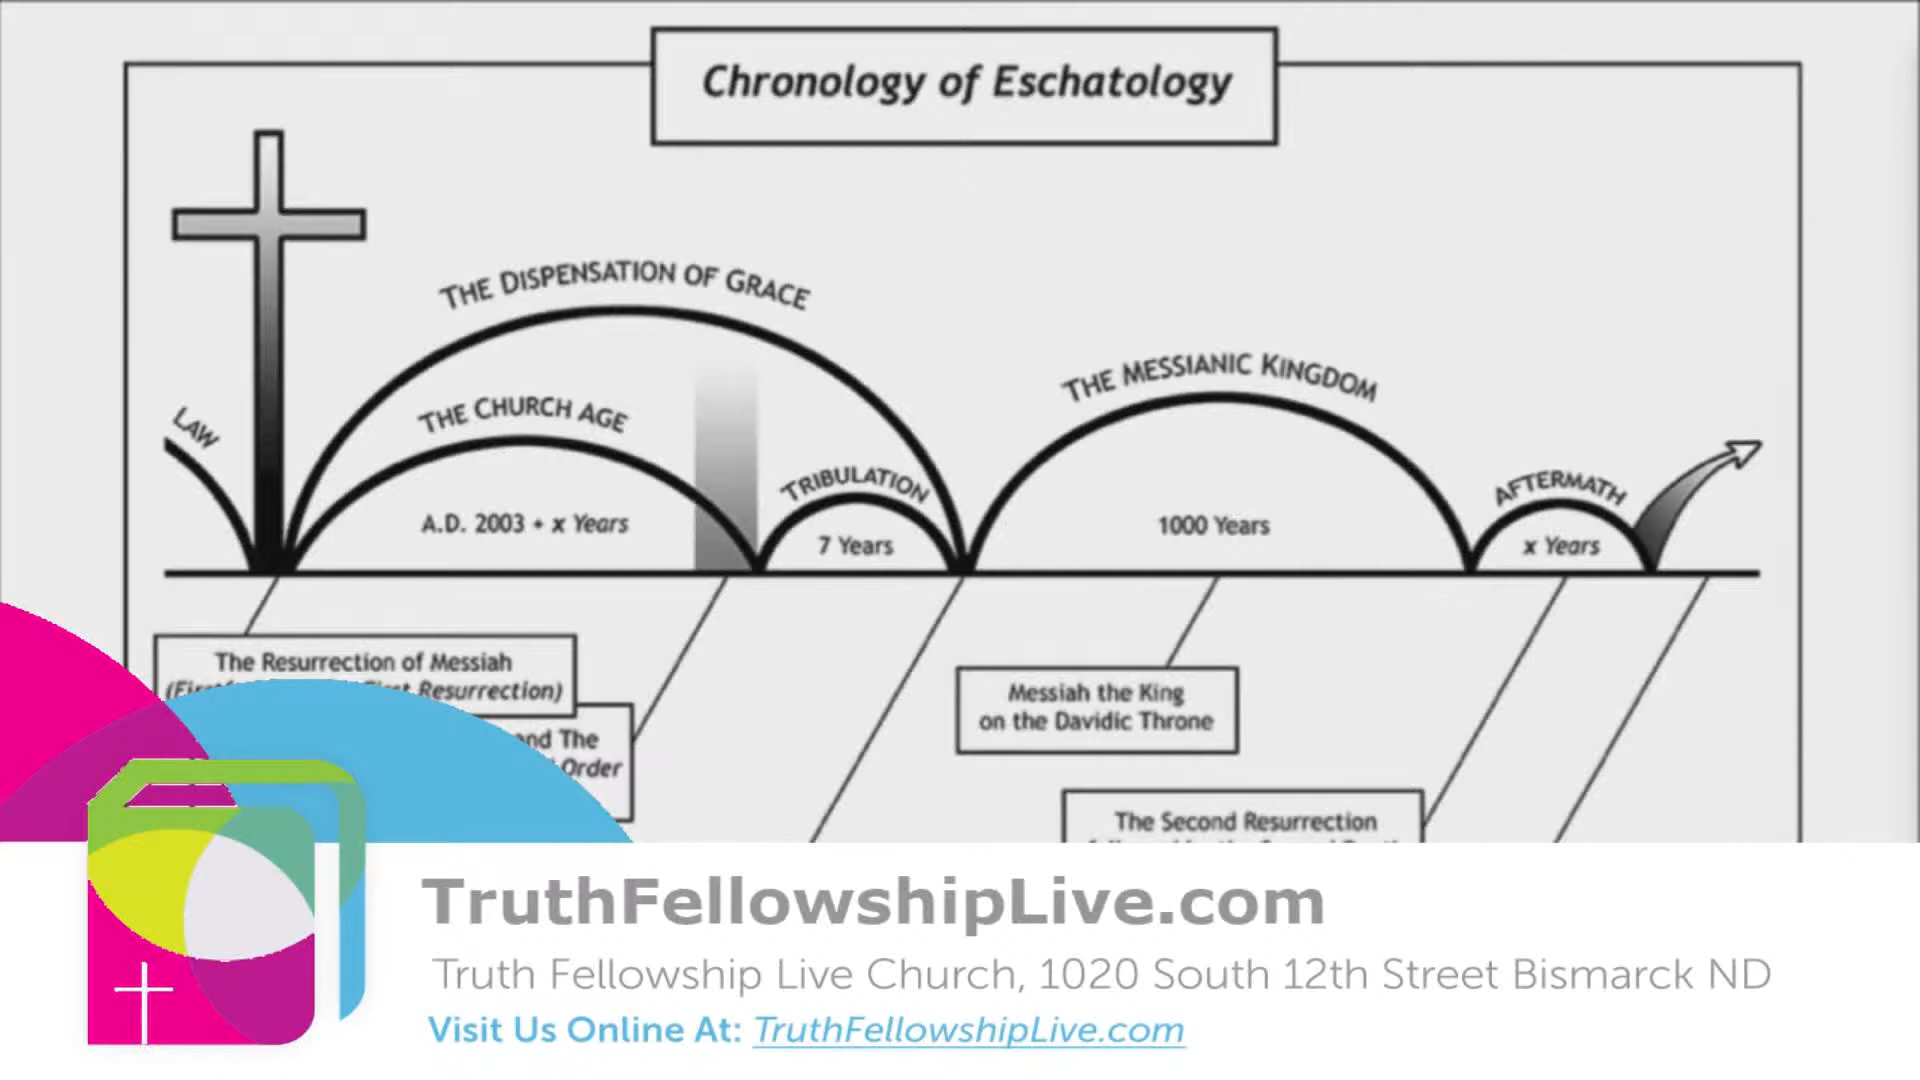 Chronology of Eschatology
THE DISPENSATION OF GRACE
THE MESSIANIC KINGDOM
THE CHURCH AGE
LAW
TRIBULATION
AFTERMATH
A.D. 2003 + x Years
7 Years
1000 Years
x Years
The Resurrection of Messiah
Resurrection)
and The
Order
Messiah the King
on the Davidic Throne
The Second Resurrection
TruthFellowshipLive.com
Truth Fellowship Live Church, 1020 South 12th Street Bismarck ND
Visit Us Online At: TruthFellowshipLive.com